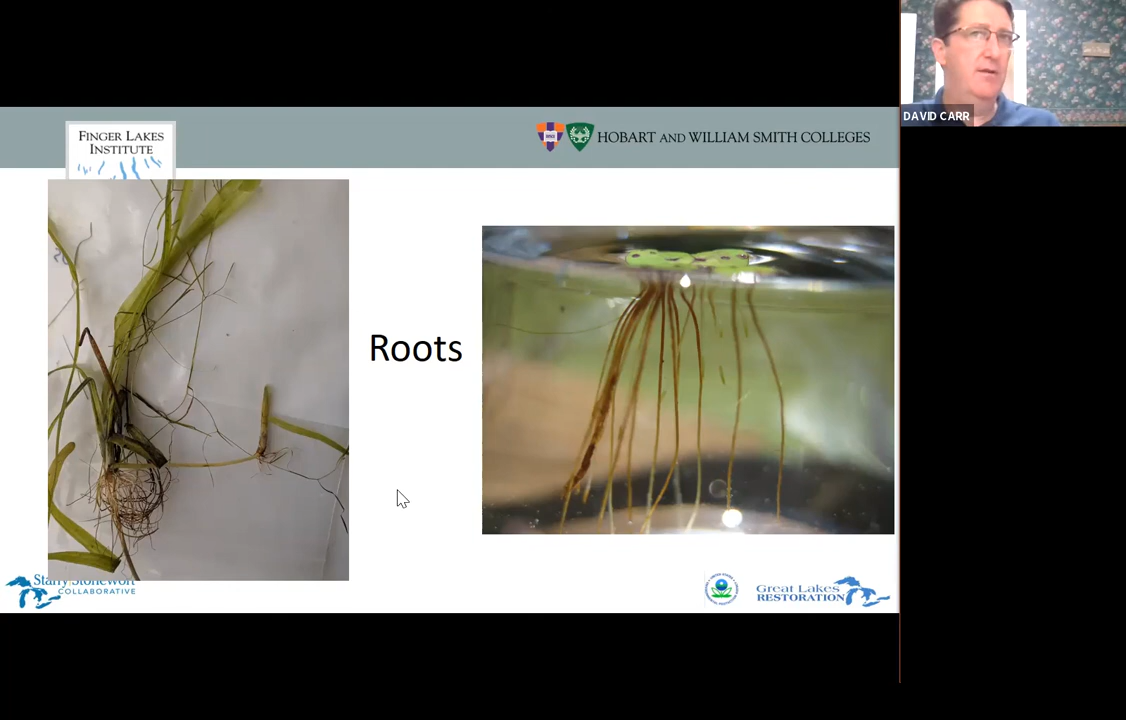 DAVID CARR
FINGER LAKES
INSTITUTE
HOBART AND WILLIAM SMITH COLLEGES
Roots
Starry Stonewort
COLLABORATIVE
Great Lakes
RESTORATION